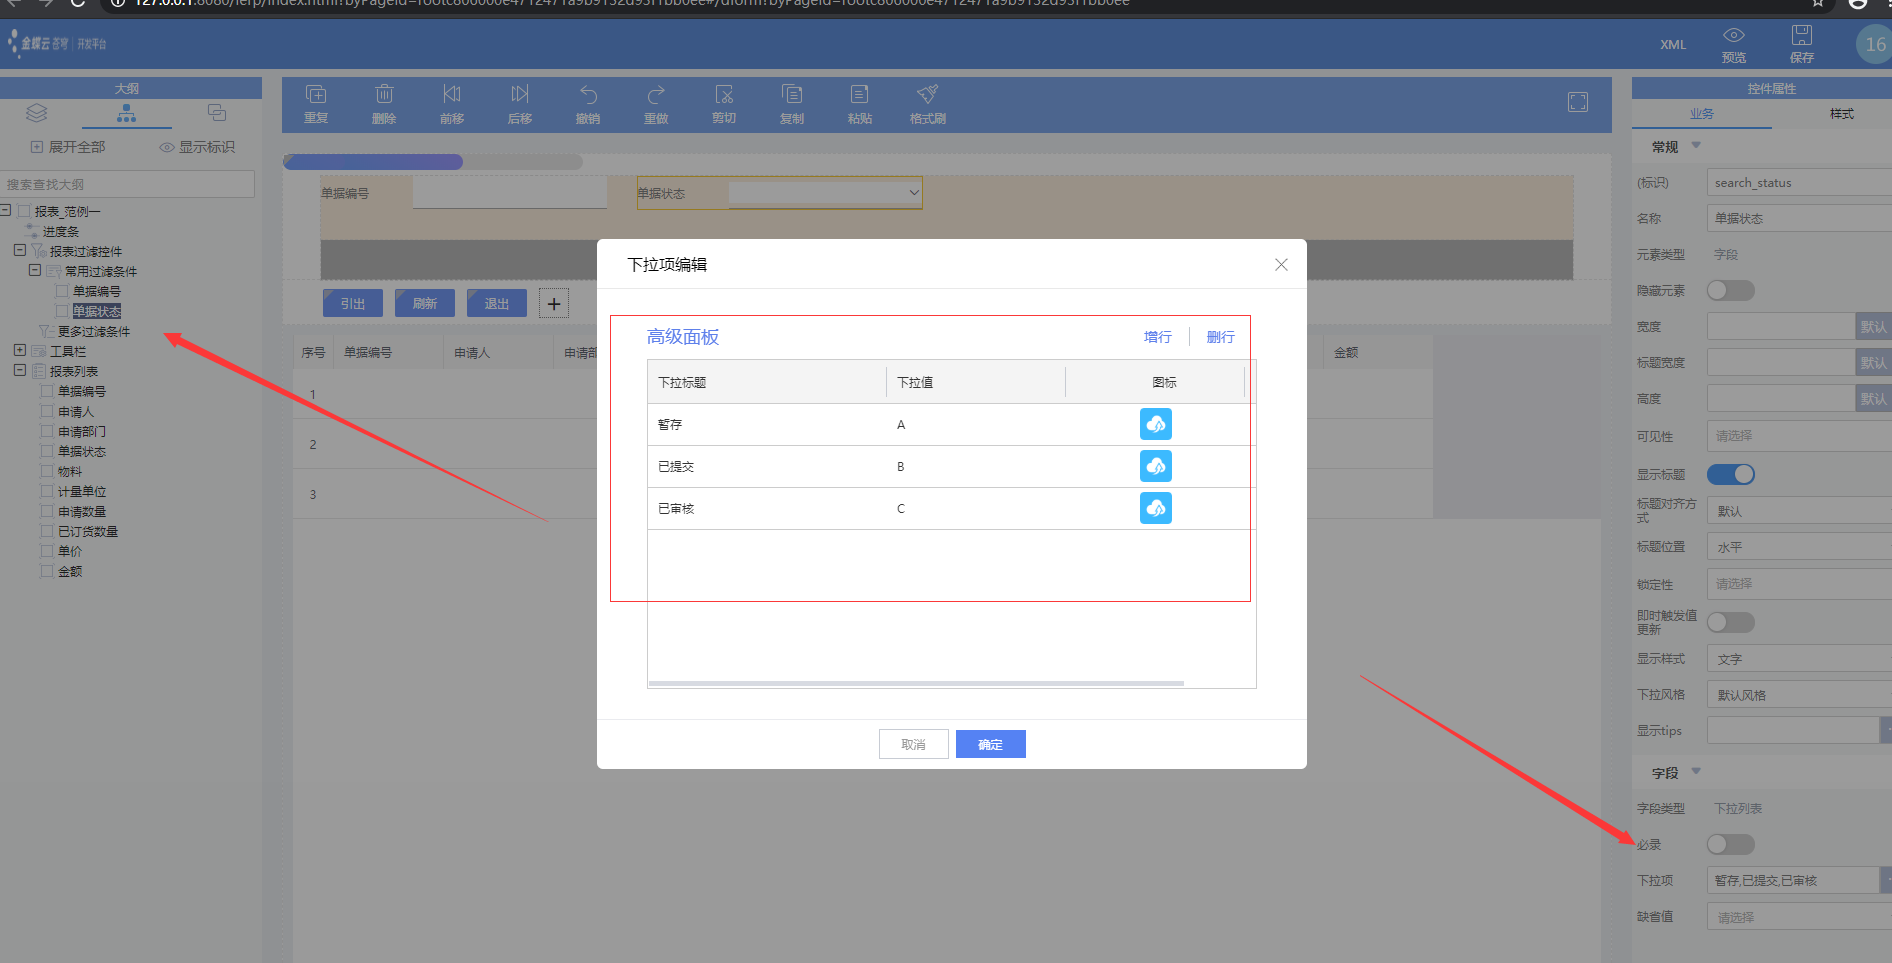 金蝶云 苍穹 | 开发平台
XML
预览
保存
16
大纲
展开全部
显示标识
搜索查找大纲
报表_范例一
进度条
报表过滤控件
常用过滤条件
单据编号
单据状态
更多过滤条件
工具栏
报表列表
单据编号
申请人
申请部门
单据状态
物料
计量单位
申请数量
已订货数量
单价
金额
重复
删除
前移
后移
撤销
重做
剪切
复制
粘贴
格式刷
单据编号
单据状态
引出
刷新
退出
序号
单据编号
申请人
申请部
金额
1
2
3
下拉项编辑
高级面板
增行
删行
下拉标题
下拉值
图标
暂存
A
已提交
B
已审核
C
取消
确定
控件属性
业务
样式
常规
(标识)
search_status
名称
单据状态
元素类型
字段
隐藏元素
宽度
默认
标题宽度
默认
高度
默认
可见性
请选择
显示标题
标题对齐方
式
默认
标题位置
水平
锁定性
请选择
即时触发值
更新
显示样式
文字
下拉风格
默认风格
显示tips
字段
字段类型
下拉列表
必录
下拉项
暂存,已提交,已审核
缺省值
请选择